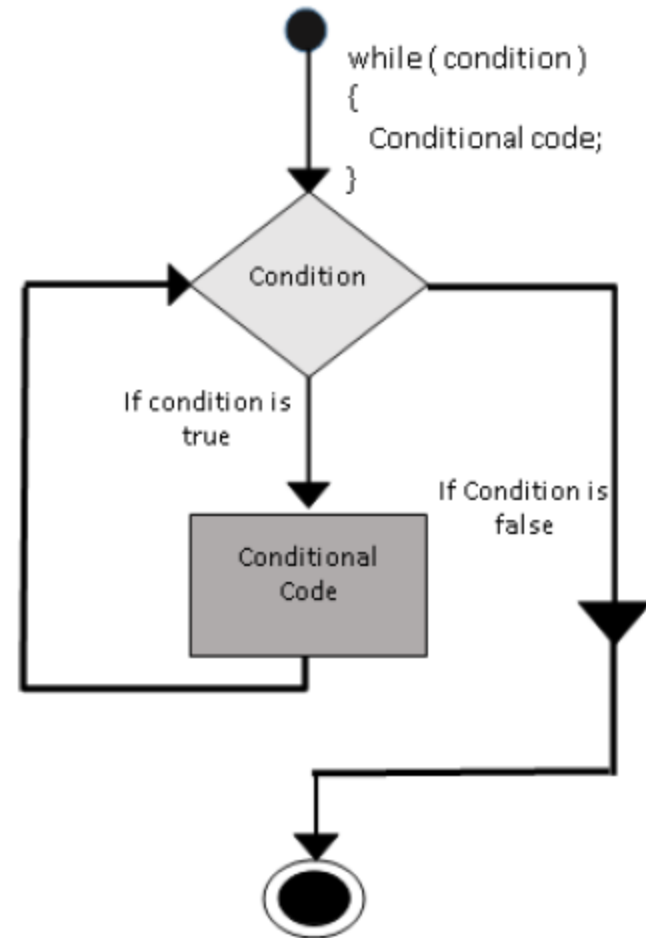 while ( condition )
{
Conditional code;
}
Condition
If condition is
true
If Condition is
false
Conditional
Code